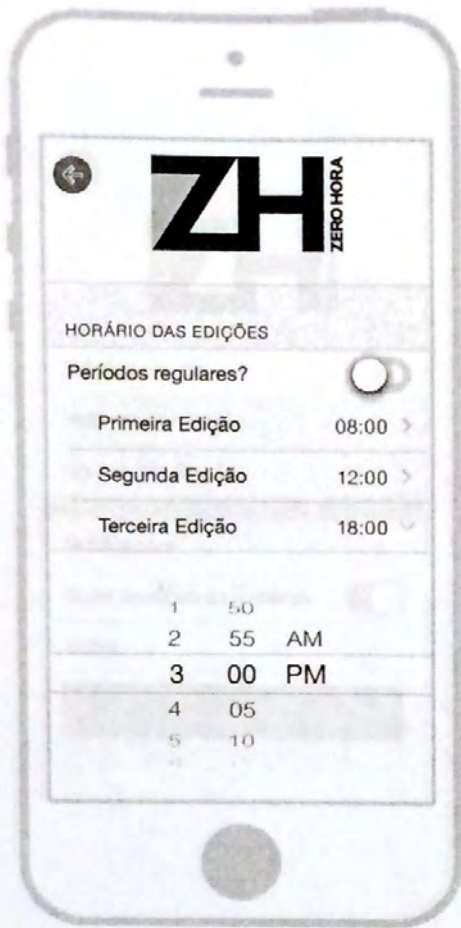 ZH
ZERO HORA
HORÁRIO DAS EDIÇÕES
Períodos regulares?
Primeira Edição 08:00
Segunda Edição 12:00
Terceira Edição 18:00
1 50
2 55 AM
3 00 PM
4 05
5 10